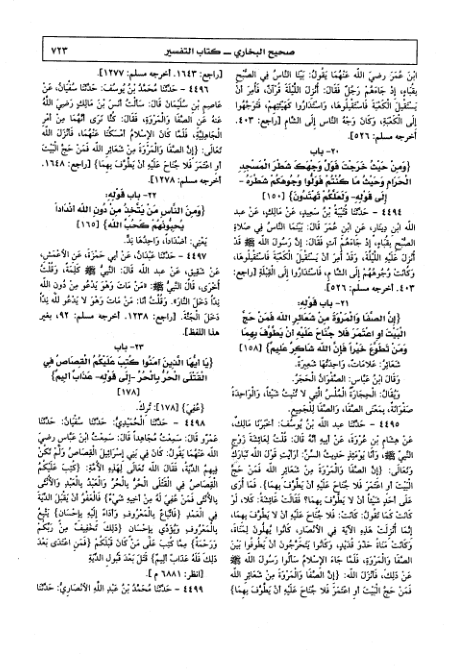 صحيح البخاري ــ كتاب التفسير
٧٢٣
ابْنَ عُمَرَ رَضِيَ اللَّهُ عَنْهُمَا يَقُولُ: بَيْنَا النَّاسُ فِي الصُّبْحِ
بِقُبَاءٍ، إِذْ جَاءَهُمْ رَجُلٌ فَقَالَ: أُنْزِلَ اللَّيْلَةَ قُرْآنٌ، فَأُمِرَ أَنْ
يَسْتَقْبِلَ الْكَعْبَةَ فَاسْتَقْبِلُوهَا، وَاسْتَدَارُوا كَهَيْئَتِهِمْ، فَتَوَجَّهُوا
إِلَى الْكَعْبَةِ، وَكَانَ وَجْهُ النَّاسِ إِلَى الشَّامِ [راجع: ٤٠٣.
أخرجه مسلم: ٥٢٦].
٢٠- باب
{وَمِنْ حَيْثُ خَرَجْتَ فَوَلِّ وَجْهَكَ شَطْرَ الْمَسْجِدِ
الْحَرَامِ وَحَيْثُ مَا كُنْتُمْ فَوَلُّوا وُجُوهَكُمْ شَطْرَهُ -
إِلَى قَوْلِهِ- وَلَعَلَّكُمْ تَهْتَدُونَ} [١٥٠]
٤٤٩٤ - حَدَّثَنَا قُتَيْبَةُ بْنُ سَعِيدٍ، عَنْ مَالِكٍ، عَنْ عبد
الله ابن دِينَارٍ، عَنِ ابْنِ عُمَرَ قَالَ: بَيْنَمَا النَّاسُ فِي صَلَاةِ
الصُّبْحِ بِقُبَاءٍ، إِذْ جَاءَهُمْ آتٍ فَقَالَ: إِنَّ رَسُولَ اللَّهِ ﷺ قَدْ
أُنْزِلَ عَلَيْهِ اللَّيْلَةَ، وَقَدْ أُمِرَ أَنْ يَسْتَقْبِلَ الْكَعْبَةَ فَاسْتَقْبِلُوهَا،
وَكَانَتْ وُجُوهُهُمْ إِلَى الشَّامِ، فَاسْتَدَارُوا إِلَى الْقِبْلَةِ [راجع:
٤٠٣. أخرجه مسلم: ٥٢٦].
٢١- باب قوله:
{إِنَّ الصَّفَا وَالْمَرْوَةَ مِنْ شَعَائِرِ اللَّهِ فَمَنْ حَجَّ
الْبَيْتَ أَوِ اعْتَمَرَ فَلَا جُنَاحَ عَلَيْهِ أَنْ يَطَّوَّفَ بِهِمَا
وَمَنْ تَطَوَّعَ خَيْراً فَإِنَّ اللَّهَ شَاكِرٌ عَلِيمٌ} [١٥٨]
شَعَائِرُ: عَلَامَاتٌ، وَاحِدَتُهَا شَعِيرَةٌ.
وَقَالَ ابْنُ عَبَّاسٍ: الصَّفْوَانُ الْحَجَرُ.
وَيُقَالُ: الْحِجَارَةُ الْمُلْسُ الَّتِي لَا تُنْبِتُ شَيْئاً، وَالْوَاحِدَةُ
صَفْوَانَةٌ، بِمَعْنَى الصَّفَا، وَالصَّفَا لِلْجَمِيعِ.
٤٤٩٥ - حَدَّثَنَا عبد الله بْنُ يُوسُفَ: أَخْبَرَنَا مَالِكٌ،
عَنْ هِشَامِ بْنِ عُرْوَةَ، عَنْ أَبِيهِ أَنَّهُ قَالَ: قُلْتُ لِعَائِشَةَ زَوْجِ
النَّبِيِّ ﷺ، وَأَنَا يَوْمَئِذٍ حَدِيثُ السِّنِّ: أَرَأَيْتِ قَوْلَ اللَّهِ تَبَارَكَ
وَتَعَالَى: {إِنَّ الصَّفَا وَالْمَرْوَةَ مِنْ شَعَائِرِ اللَّهِ فَمَنْ حَجَّ
الْبَيْتَ أَوِ اعْتَمَرَ فَلَا جُنَاحَ عَلَيْهِ أَنْ يَطَّوَّفَ بِهِمَا}. فَمَا أُرَى
عَلَى أَحَدٍ شَيْئاً أَنْ لَا يَطَّوَّفَ بِهِمَا؟ فَقَالَتْ عَائِشَةُ: كَلَّا، لَوْ
كَانَتْ كَمَا تَقُولُ، كَانَتْ: فَلَا جُنَاحَ عَلَيْهِ أَنْ لَا يَطَّوَّفَ بِهِمَا،
إِنَّمَا أُنْزِلَتْ هَذِهِ الْآيَةُ فِي الْأَنْصَارِ، كَانُوا يُهِلُّونَ لِمَنَاةَ،
وَكَانَتْ مَنَاةُ حَذْوَ قُدَيْدٍ، وَكَانُوا يَتَحَرَّجُونَ أَنْ يَطُوفُوا بَيْنَ
الصَّفَا وَالْمَرْوَةِ، فَلَمَّا جَاءَ الْإِسْلَامُ سَأَلُوا رَسُولَ اللَّهِ ﷺ
عَنْ ذَلِكَ، فَأَنْزَلَ اللَّهُ: {إِنَّ الصَّفَا وَالْمَرْوَةَ مِنْ شَعَائِرِ اللَّهِ
فَمَنْ حَجَّ الْبَيْتَ أَوِ اعْتَمَرَ فَلَا جُنَاحَ عَلَيْهِ أَنْ يَطَّوَّفَ بِهِمَا}
[راجع: ١٦٤٣. أخرجه مسلم: ١٢٧٧].
٤٤٩٦ - حَدَّثَنَا مُحَمَّدُ بْنُ يُوسُفَ: حَدَّثَنَا سُفْيَانُ، عَنْ
عَاصِمِ بْنِ سُلَيْمَانَ قَالَ: سَأَلْتُ أَنَسَ بْنَ مَالِكٍ رَضِيَ اللَّهُ
عَنْهُ عَنِ الصَّفَا وَالْمَرْوَةِ، فَقَالَ: كُنَّا نَرَى أَنَّهُمَا مِنْ أَمْرِ
الْجَاهِلِيَّةِ، فَلَمَّا كَانَ الْإِسْلَامُ أَمْسَكْنَا عَنْهُمَا، فَأَنْزَلَ اللَّهُ
تَعَالَى: {إِنَّ الصَّفَا وَالْمَرْوَةَ مِنْ شَعَائِرِ اللَّهِ فَمَنْ حَجَّ الْبَيْتَ
أَوِ اعْتَمَرَ فَلَا جُنَاحَ عَلَيْهِ أَنْ يَطَّوَّفَ بِهِمَا} [راجع: ١٦٤٨.
أخرجه مسلم: ١٢٧٨].
٢٢- باب قوله:
{وَمِنَ النَّاسِ مَنْ يَتَّخِذُ مِنْ دُونِ اللَّهِ أَنْدَاداً
يُحِبُّونَهُمْ كَحُبِّ اللَّهِ} [١٦٥]
يَعْنِي: أَضْدَاداً، وَاحِدُهَا نِدٌّ.
٤٤٩٧ - حَدَّثَنَا عَبْدَانُ، عَنْ أَبِي حَمْزَةَ، عَنِ الْأَعْمَشِ،
عَنْ شَقِيقٍ، عَنْ عبد الله قَالَ: النَّبِيُّ ﷺ كَلِمَةً، وَقُلْتُ
أُخْرَى، قَالَ النَّبِيُّ ﷺ: «مَنْ مَاتَ وَهْوَ يَدْعُو مِنْ دُونِ اللَّهِ
نِدًّا دَخَلَ النَّارَ». وَقُلْتُ أَنَا: مَنْ مَاتَ وَهْوَ لَا يَدْعُو لِلَّهِ نِدًّا
دَخَلَ الْجَنَّةَ. [راجع: ١٢٣٨. أخرجه مسلم: ٩٢، بغير
هذا اللفظ].
٢٣- باب
{يَا أَيُّهَا الَّذِينَ آمَنُوا كُتِبَ عَلَيْكُمُ الْقِصَاصُ فِي
الْقَتْلَى الْحُرُّ بِالْحُرِّ -إِلَى قَوْلِهِ- عَذَابٌ أَلِيمٌ}
[١٧٨]
{عُفِيَ} [١٧٨]: تُرِكَ.
٤٤٩٨ - حَدَّثَنَا الْحُمَيْدِيُّ: حَدَّثَنَا سُفْيَانُ: حَدَّثَنَا
عَمْرٌو قَالَ: سَمِعْتُ مُجَاهِداً قَالَ: سَمِعْتُ ابْنَ عَبَّاسٍ رَضِيَ
اللَّهُ عَنْهُمَا يَقُولُ: كَانَ فِي بَنِي إِسْرَائِيلَ الْقِصَاصُ وَلَمْ تَكُنْ
فِيهِمُ الدِّيَةُ، فَقَالَ اللَّهُ تَعَالَى لِهَذِهِ الْأُمَّةِ: {كُتِبَ عَلَيْكُمُ
الْقِصَاصُ فِي الْقَتْلَى الْحُرُّ بِالْحُرِّ وَالْعَبْدُ بِالْعَبْدِ وَالْأُنْثَى
بِالْأُنْثَى فَمَنْ عُفِيَ لَهُ مِنْ أَخِيهِ شَيْءٌ} فَالْعَفْوُ أَنْ يَقْبَلَ الدِّيَةَ
فِي الْعَمْدِ {فَاتِّبَاعٌ بِالْمَعْرُوفِ وَأَدَاءٌ إِلَيْهِ بِإِحْسَانٍ} يَتَّبِعُ
بِالْمَعْرُوفِ وَيُؤَدِّي بِإِحْسَانٍ {ذَلِكَ تَخْفِيفٌ مِنْ رَبِّكُمْ
وَرَحْمَةٌ} مِمَّا كُتِبَ عَلَى مَنْ كَانَ قَبْلَكُمْ {فَمَنِ اعْتَدَى بَعْدَ
ذَلِكَ فَلَهُ عَذَابٌ أَلِيمٌ} قَتَلَ بَعْدَ قَبُولِ الدِّيَةِ
[انظر: ٦٨٨١ م].
٤٤٩٩ - حَدَّثَنَا مُحَمَّدُ بْنُ عَبْدِ اللَّهِ الْأَنْصَارِيُّ: حَدَّثَنَا